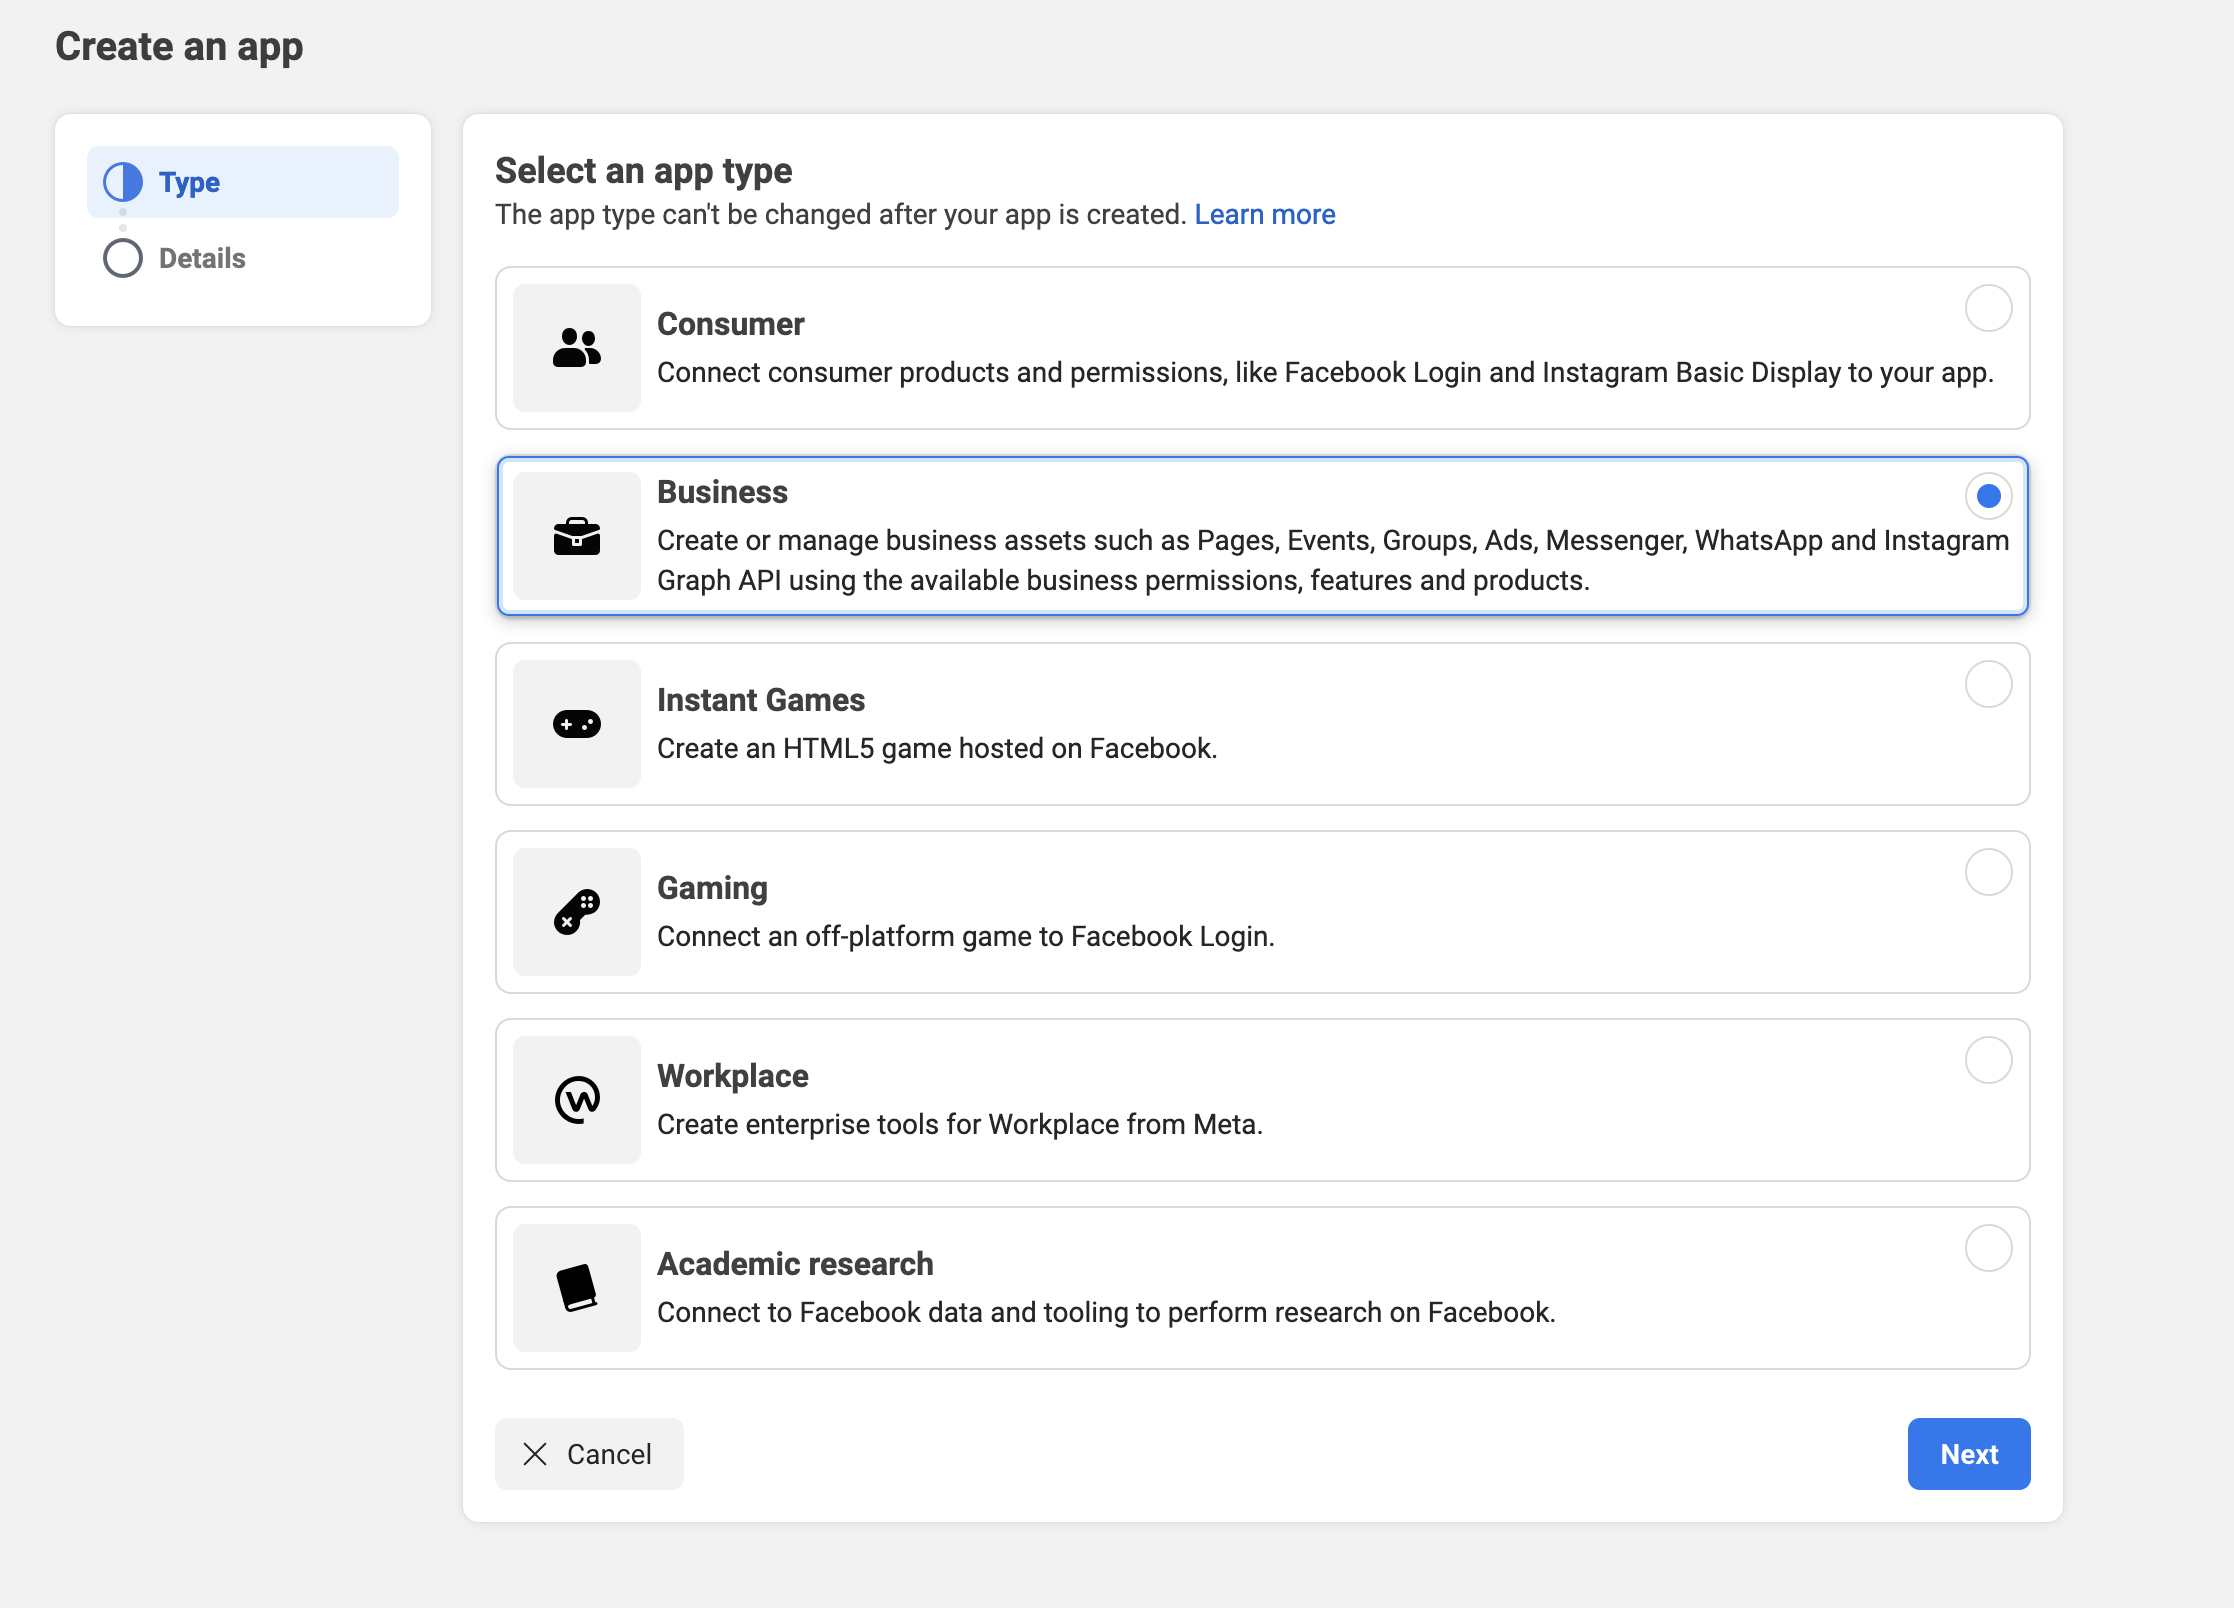 Create an app
Type
Details
Select an app type
The app type can't be changed after your app is created. Learn more
Consumer
Connect consumer products and permissions, like Facebook Login and Instagram Basic Display to your app.
Business
Create or manage business assets such as Pages, Events, Groups, Ads, Messenger, WhatsApp and Instagram
Graph API using the available business permissions, features and products.
Instant Games
Create an HTML5 game hosted on Facebook.
Gaming
Connect an off-platform game to Facebook Login.
Workplace
Create enterprise tools for Workplace from Meta.
Academic research
Connect to Facebook data and tooling to perform research on Facebook.
Cancel
Next